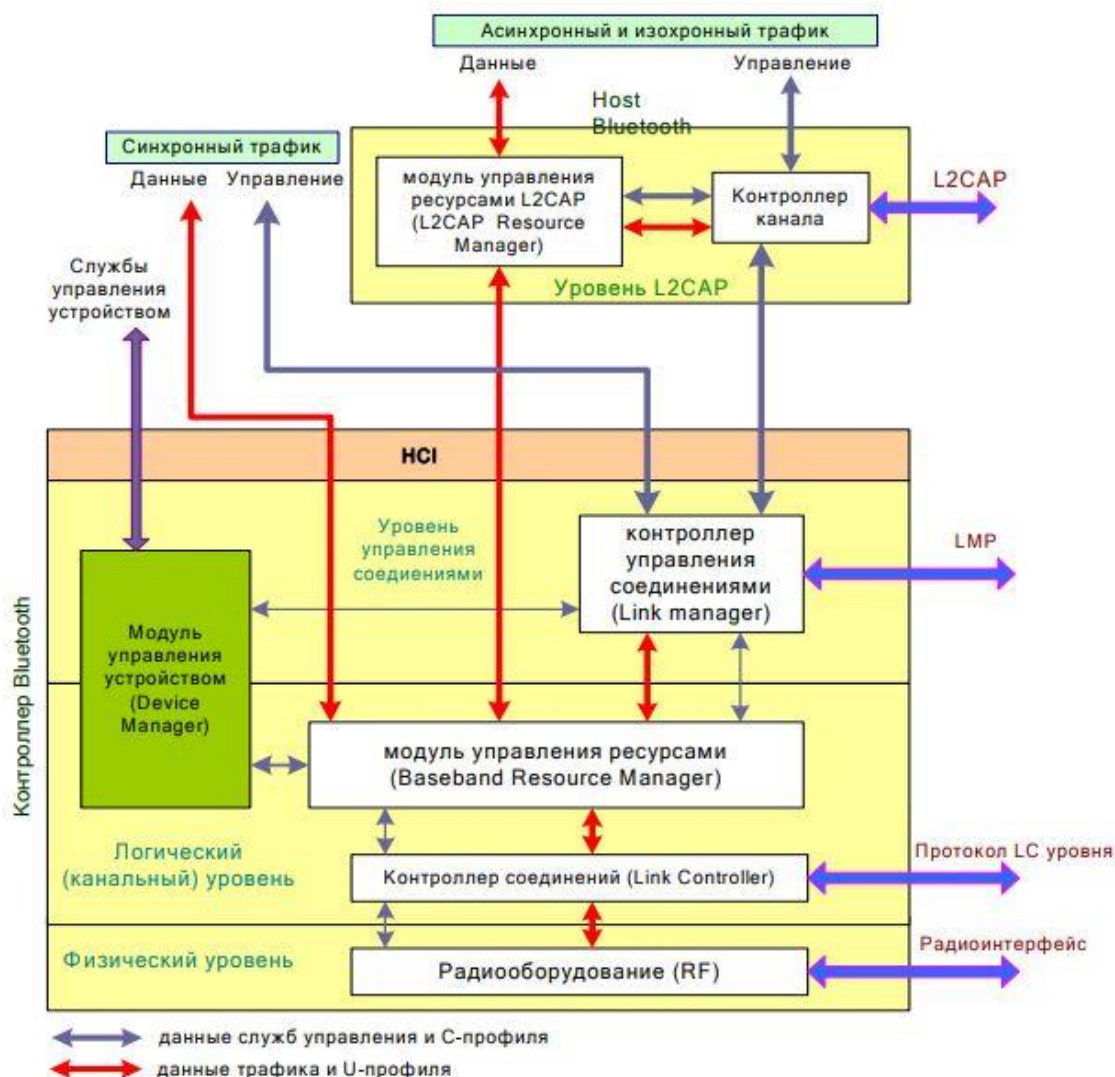 Асинхронный и изохронный трафик
Данные
Управление
Host
Bluetooth
Синхронный трафик
Данные
Управление
модуль управления
ресурсами L2CAP
(L2CAP Resource
Manager)
Контроллер
канала
L2CAP
Уровень L2CAP
Службы
управления
устройством
HCI
Уровень
управления
соедиениями
контроллер
управления
соединениями
(Link manager)
LMP
Контроллер Bluetooth
Модуль
управления
устройством
(Device
Manager)
модуль управления ресурсами
(Baseband Resource Manager)
Логический
(канальный) уровень
Контроллер соединений (Link Controller)
Протокол LC уровня
Физический уровень
Радиооборудование (RF)
Радиоинтерфейс
данные служб управления и С-профиля
данные трафика и U-профиля